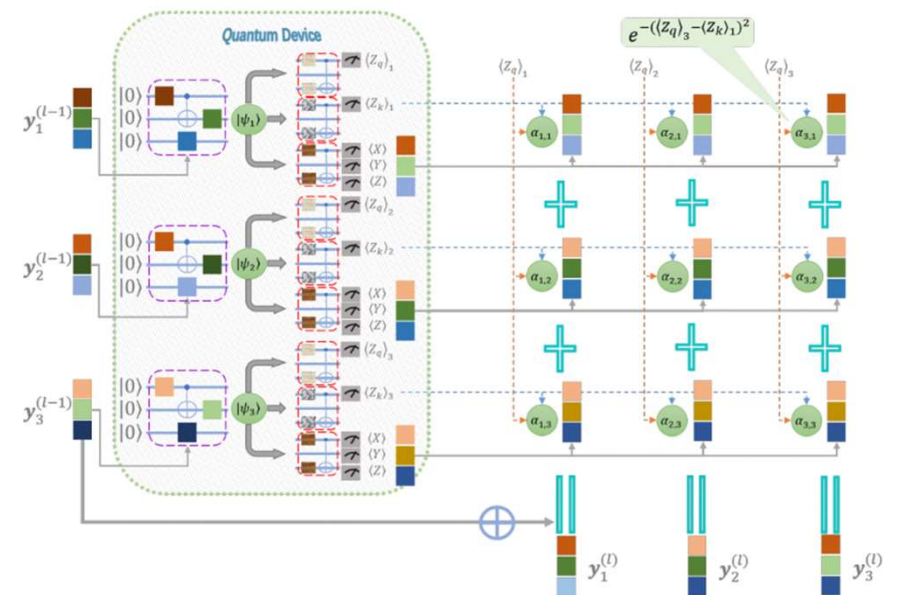 Quantum Device
e^{-(⟨Z_q⟩_3-⟨Z_k⟩_1)^2}
⟨Z_q⟩_1 ⟨Z_q⟩_2 ⟨Z_q⟩_3
y_1^{(l-1)}
|0⟩
|0⟩
|0⟩
|ψ_1⟩
⟨Z_q⟩_1
⟨Z_k⟩_1
⟨X⟩
⟨Y⟩
⟨Z⟩
α_{1,1} α_{2,1} α_{3,1}
y_2^{(l-1)}
|0⟩
|0⟩
|0⟩
|ψ_2⟩
⟨Z_q⟩_2
⟨Z_k⟩_2
⟨X⟩
⟨Y⟩
⟨Z⟩
α_{1,2} α_{2,2} α_{3,2}
y_3^{(l-1)}
|0⟩
|0⟩
|0⟩
|ψ_3⟩
⟨Z_q⟩_3
⟨Z_k⟩_3
⟨X⟩
⟨Y⟩
⟨Z⟩
α_{1,3} α_{2,3} α_{3,3}
y_1^{(l)} y_2^{(l)} y_3^{(l)}